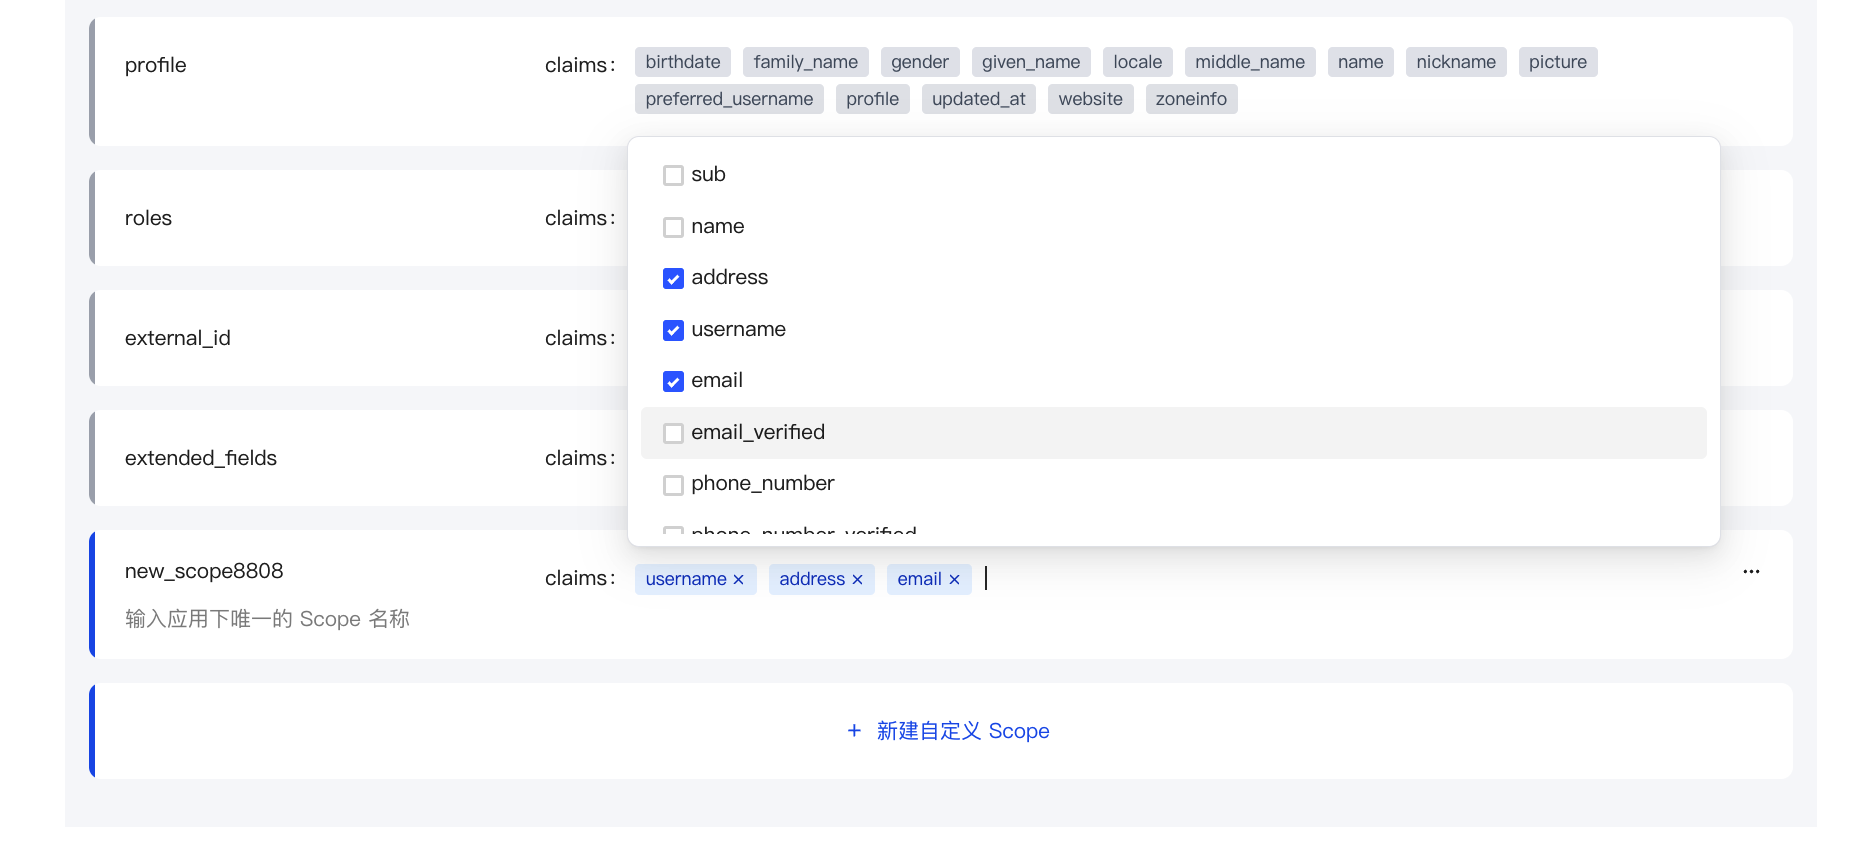 profile claims: birthdate family_name gender given_name locale middle_name name nickname picture
preferred_username profile updated_at website zoneinfo
sub
roles claims:
name
address
external_id claims:
username
email
email_verified
extended_fields claims:
phone_number
phone_number_verified
new_scope8808 claims: username × address × email ×
输入应用下唯一的 Scope 名称
+ 新建自定义 Scope